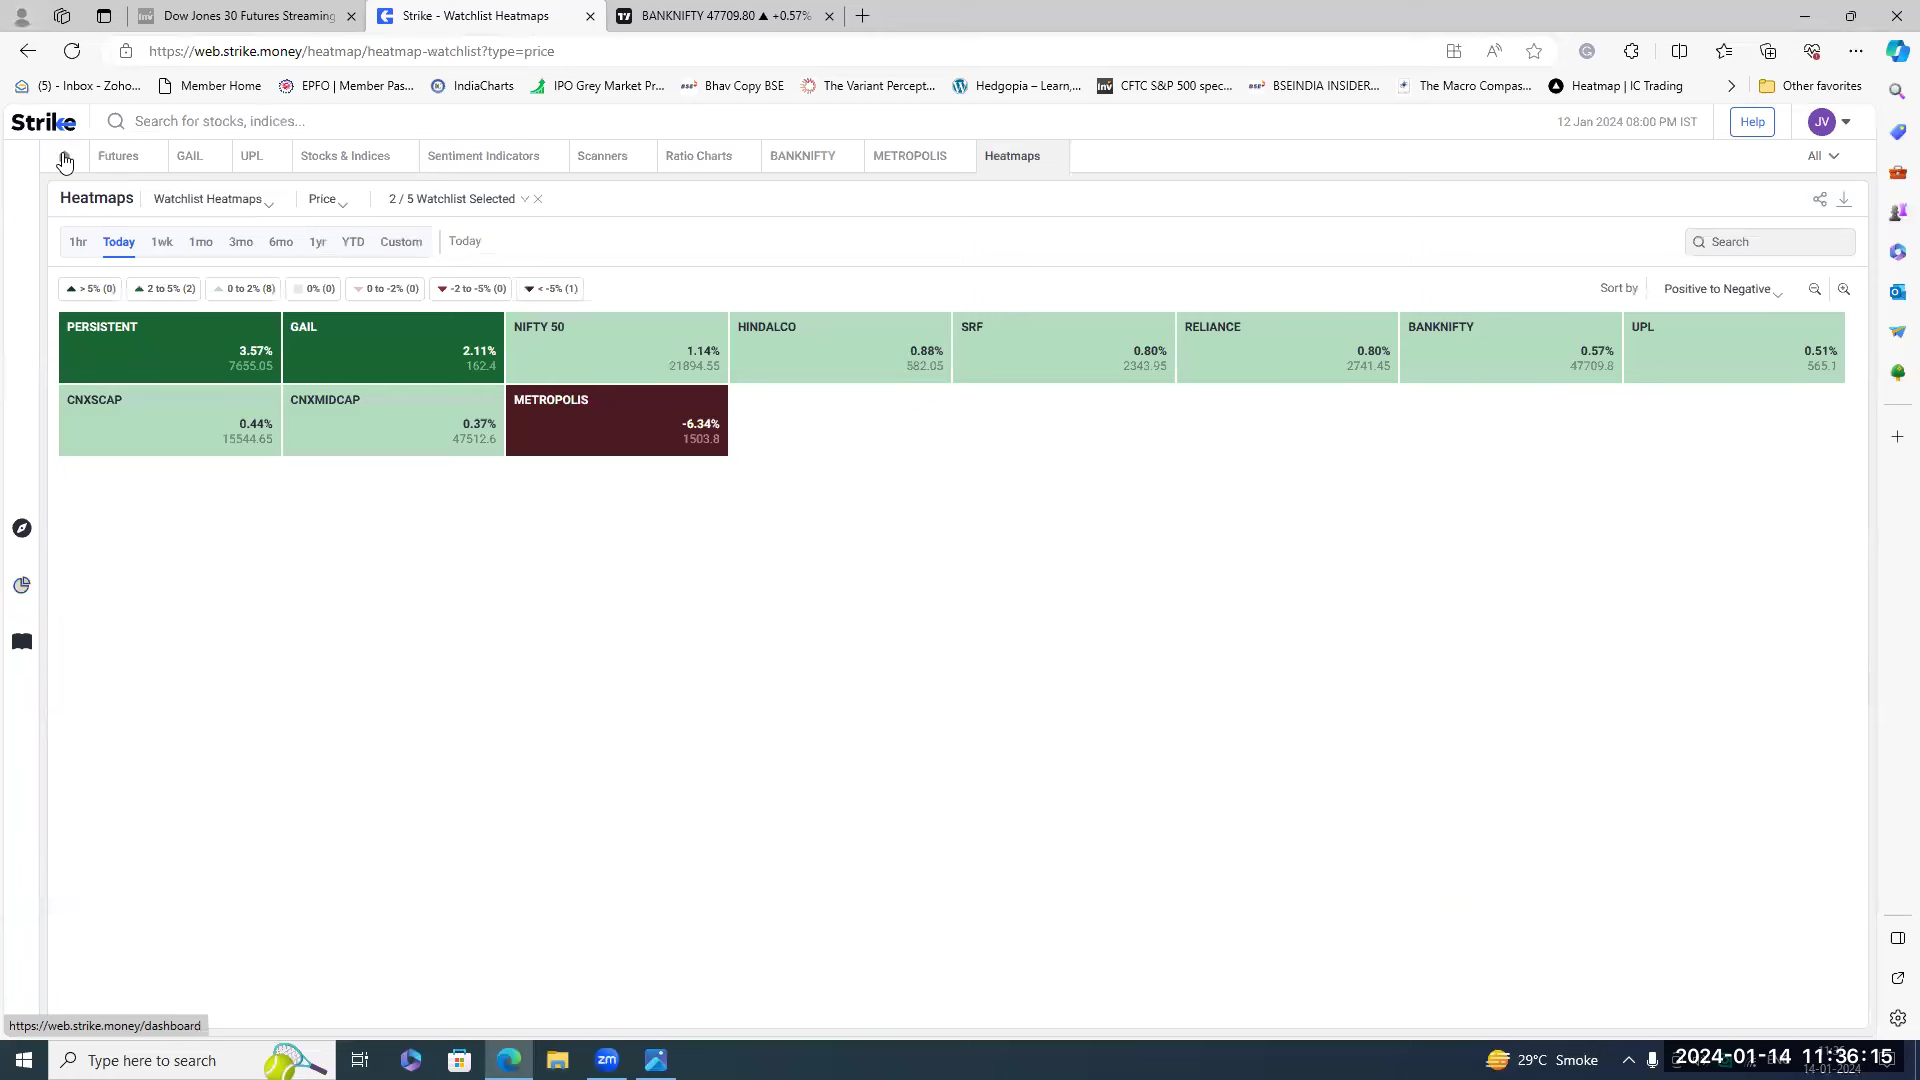 Dow Jones 30 Futures Streaming
Strike - Watchlist Heatmaps
BANKNIFTY 47709.80 ▲ +0.57%
https://web.strike.money/heatmap/heatmap-watchlist?type=price
(5) - Inbox - Zoho...
Member Home
EPFO | Member Pas...
IndiaCharts
IPO Grey Market Pr...
Bhav Copy BSE
The Variant Percept...
Hedgopia – Learn,...
CFTC S&P 500 spec...
BSEINDIA INSIDER...
The Macro Compas...
Heatmap | IC Trading
Other favorites
Strike
Search for stocks, indices...
12 Jan 2024 08:00 PM IST
Help
JV
Futures
GAIL
UPL
Stocks & Indices
Sentiment Indicators
Scanners
Ratio Charts
BANKNIFTY
METROPOLIS
Heatmaps
All
Heatmaps
Watchlist Heatmaps
Price
2 / 5 Watchlist Selected
1hr Today 1wk 1mo 3mo 6mo 1yr YTD Custom
Today
Search
> 5% (0)
2 to 5% (2)
0 to 2% (8)
0% (0)
0 to -2% (0)
-2 to -5% (0)
< -5% (1)
Sort by
Positive to Negative
PERSISTENT
3.57%
7655.05
GAIL
2.11%
162.4
NIFTY 50
1.14%
21894.55
HINDALCO
0.88%
582.05
SRF
0.80%
2343.95
RELIANCE
0.80%
2741.45
BANKNIFTY
0.57%
47709.8
UPL
0.51%
565.1
CNXSCAP
0.44%
15544.65
CNXMIDCAP
0.37%
47512.6
METROPOLIS
-6.34%
1503.8
https://web.strike.money/dashboard
Type here to search
zm
29°C Smoke
2024-01-14 11:36:15
14-01-2024